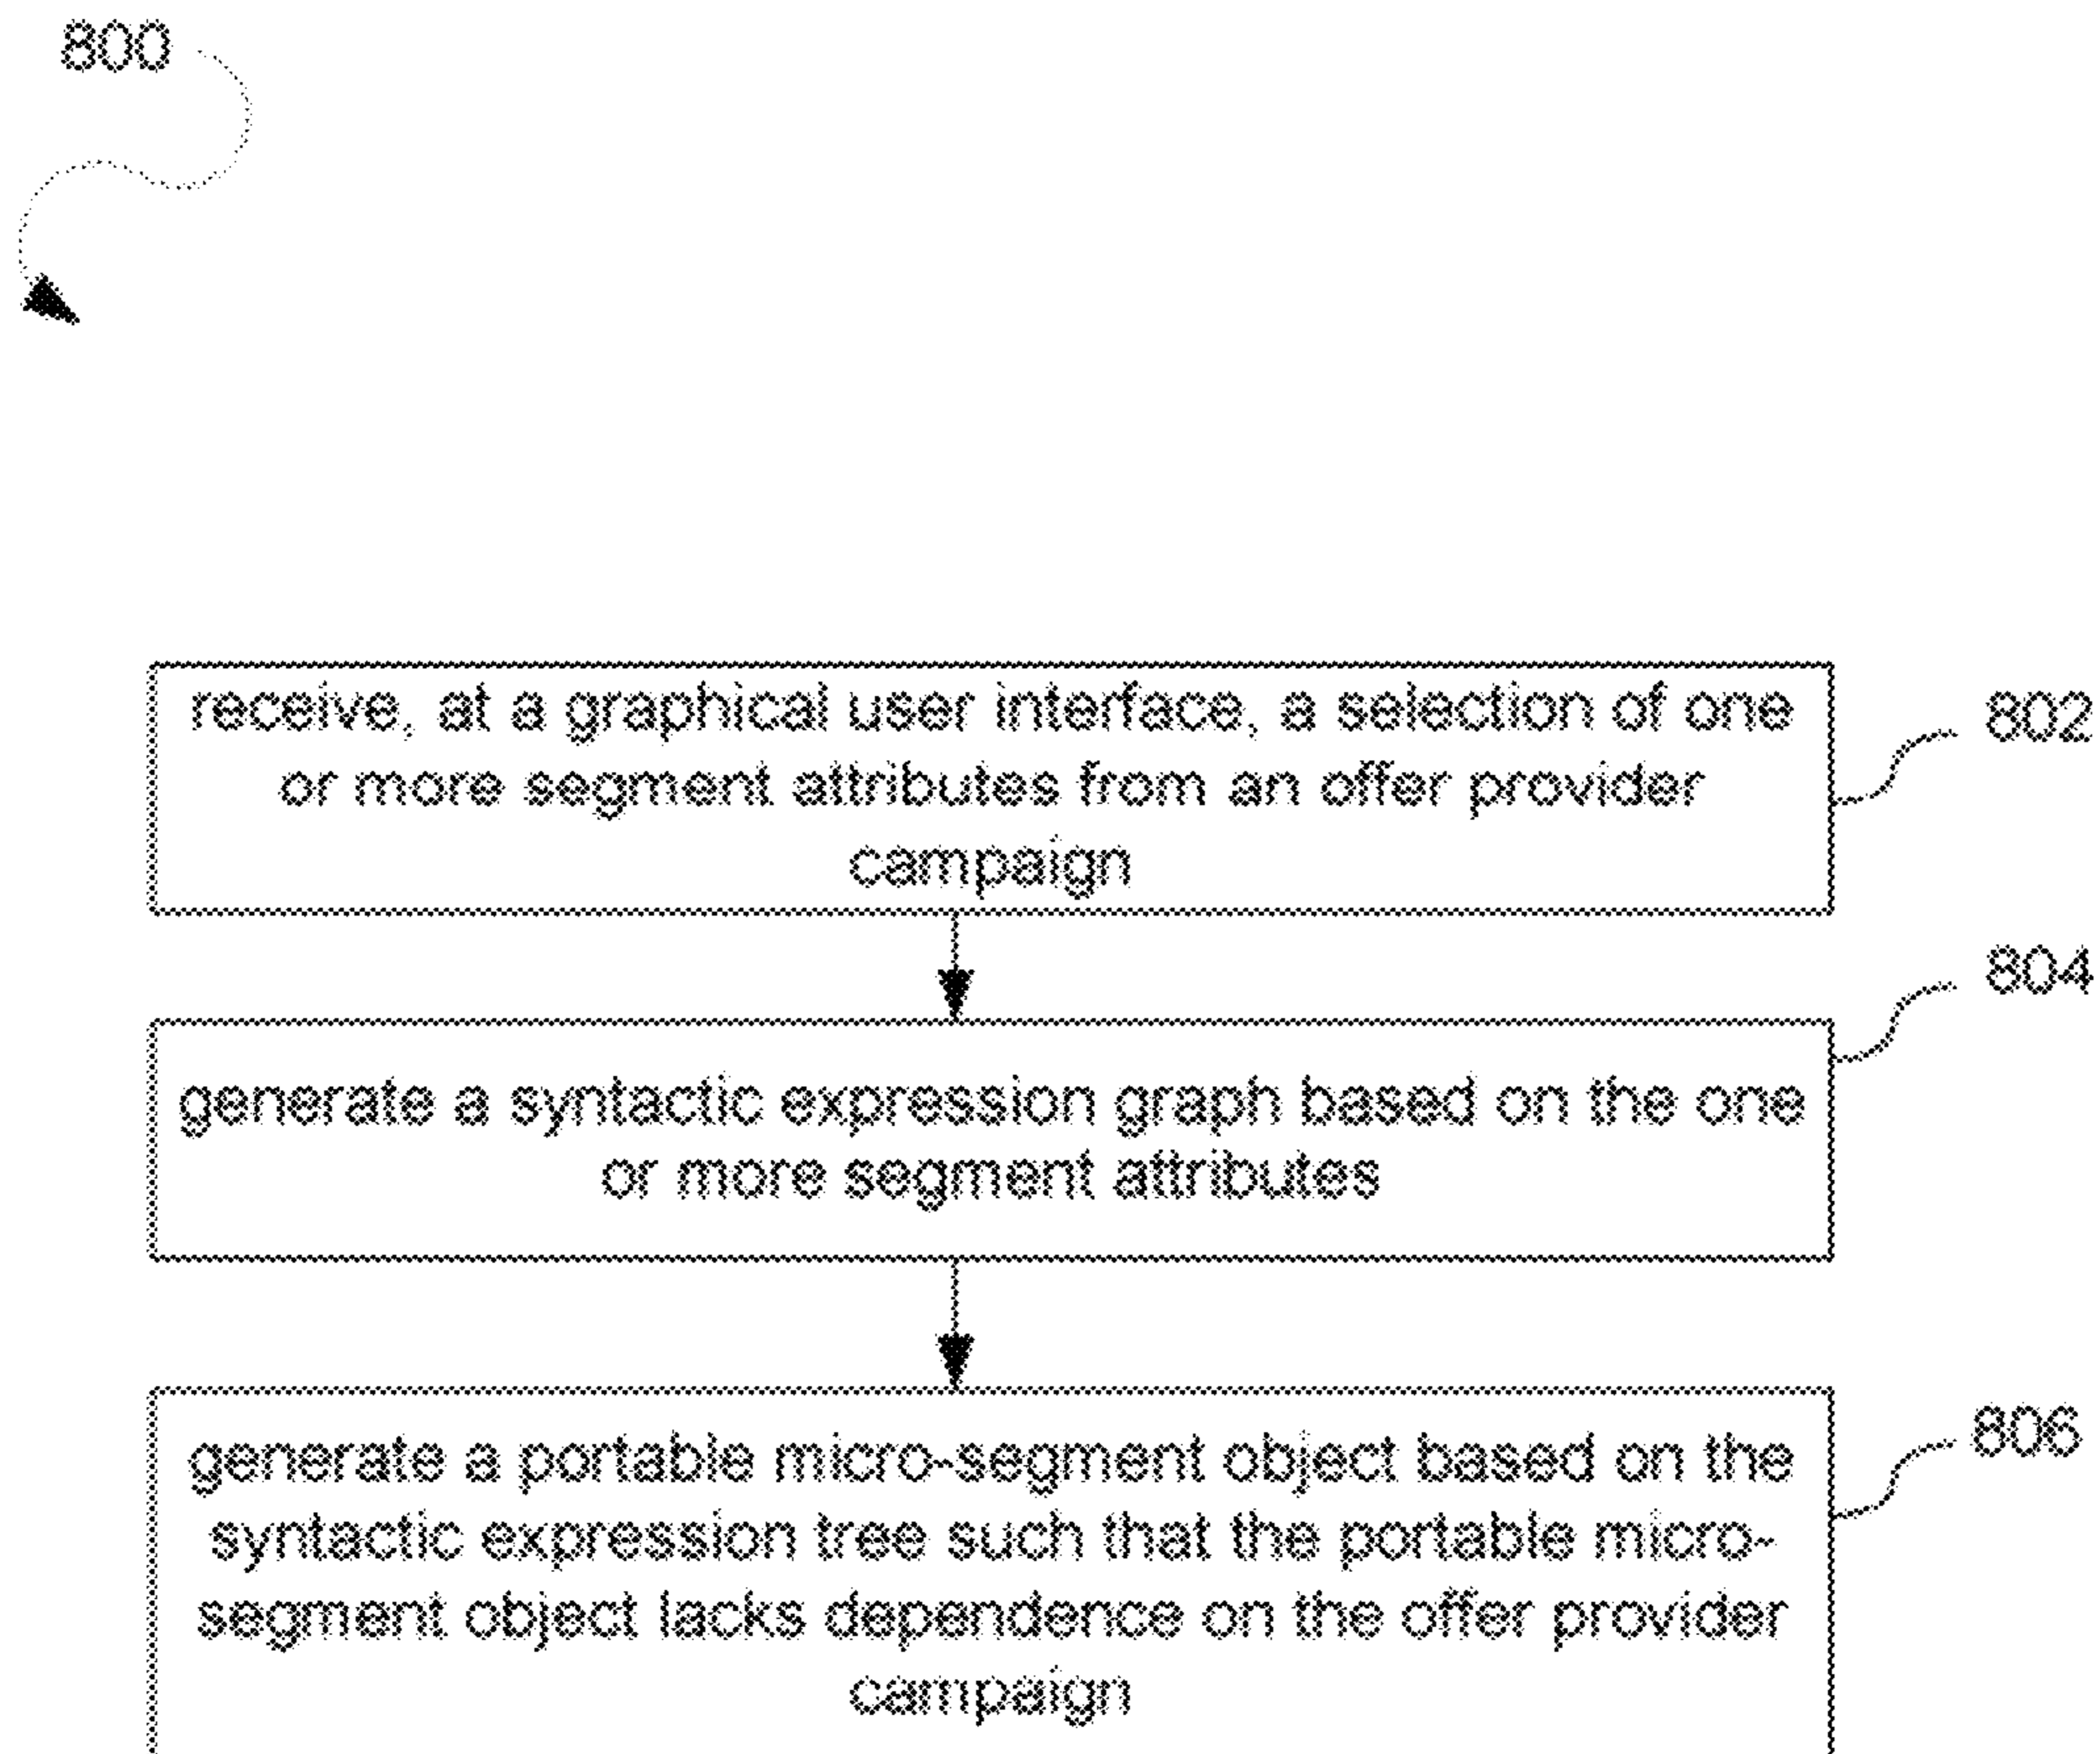 800
receive, at a graphical user interface, a selection of one
or more segment attributes from an offer provider
campaign
802
804
generate a syntactic expression graph based on the one
or more segment attributes
generate a portable micro-segment object based on the
syntactic expression tree such that the portable micro-
segment object lacks dependence on the offer provider
campaign
806